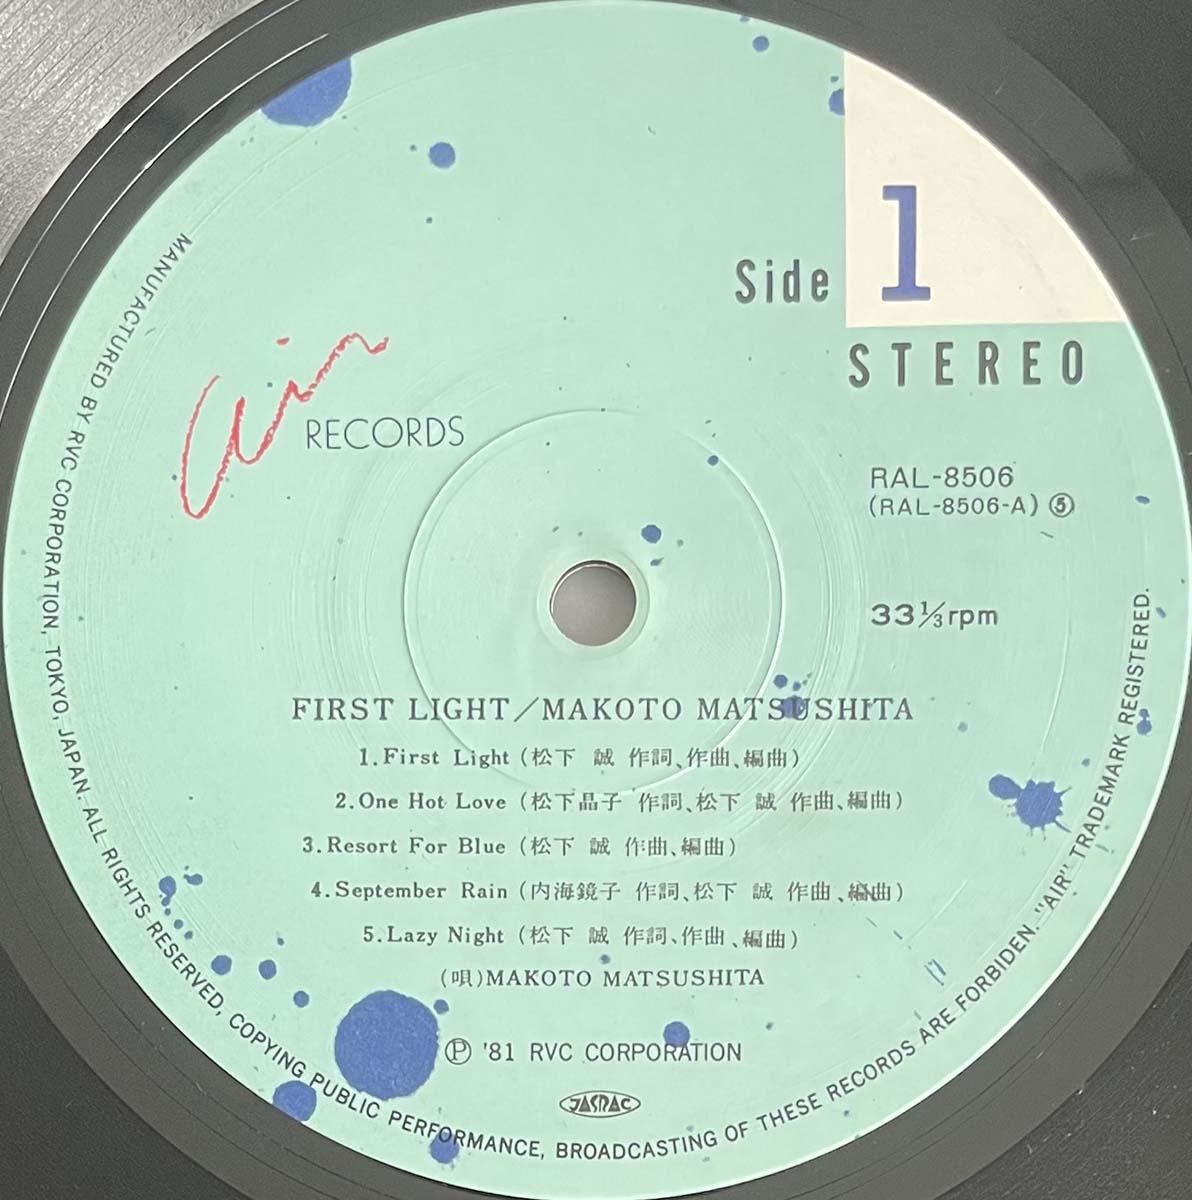 Side 1
STEREO
Air
RECORDS
RAL-8506
(RAL-8506-A) ⑤
33 1/3 rpm
FIRST LIGHT／MAKOTO MATSUSHITA
1.First Light (松下 誠 作詞、作曲、編曲)
2.One Hot Love (松下晶子 作詞、松下 誠 作曲、編曲)
3.Resort For Blue (松下 誠 作曲、編曲)
4.September Rain (内海鏡子 作詞、松下 誠 作曲、編曲)
5.Lazy Night (松下 誠 作詞、作曲、編曲)
(唄)MAKOTO MATSUSHITA
Ⓟ '81 RVC CORPORATION
JASRAC
MANUFACTURED BY RVC CORPORATION, TOKYO, JAPAN. ALL RIGHTS RESERVED, COPYING PUBLIC PERFORMANCE, BROADCASTING OF THESE RECORDS ARE FORBIDDEN. "AIR" TRADEMARK REGISTERED.